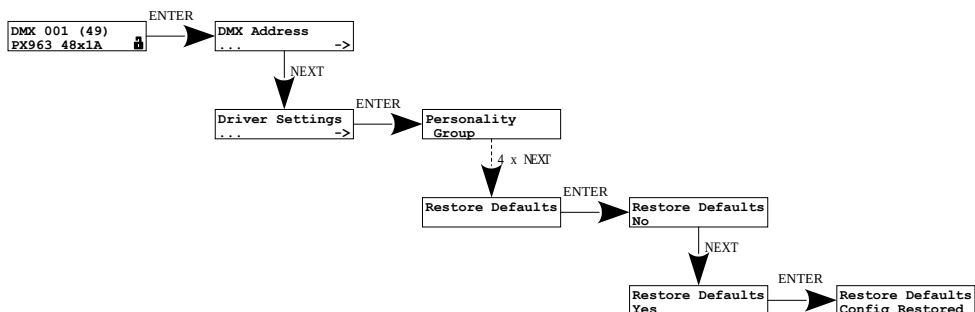 ENTER
DMX 001 (49)
PX963 48x1A
DMX Address
... ->
NEXT
ENTER
Driver Settings
... ->
Personality
Group
4 x NEXT
ENTER
Restore Defaults
Restore Defaults
No
NEXT
ENTER
Restore Defaults
Yes
Restore Defaults
Config Restored